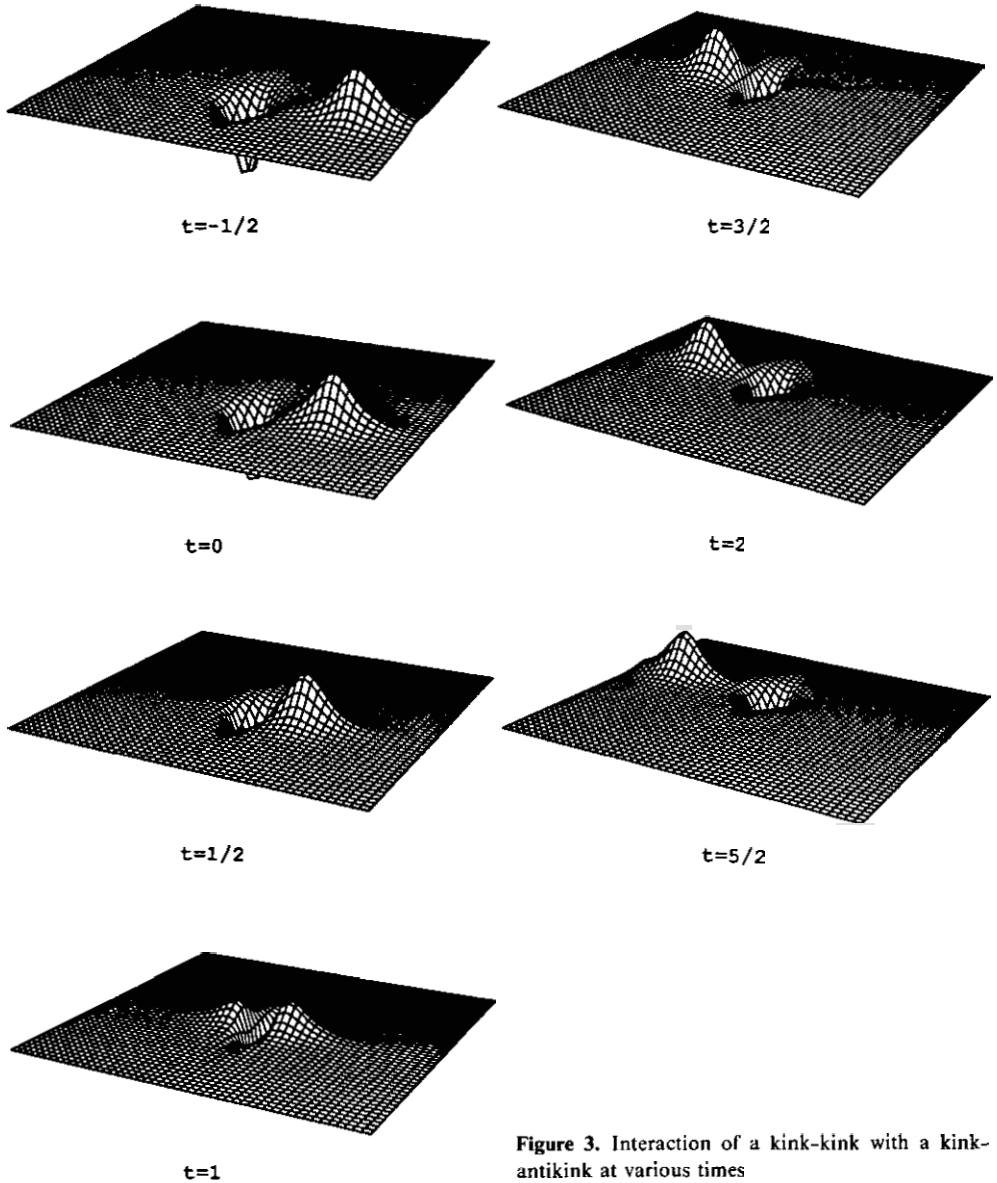 t=-1/2
t=0
t=1/2
t=1
t=3/2
t=2
t=5/2
Figure 3. Interaction of a kink-kink with a kink-
antikink at various times